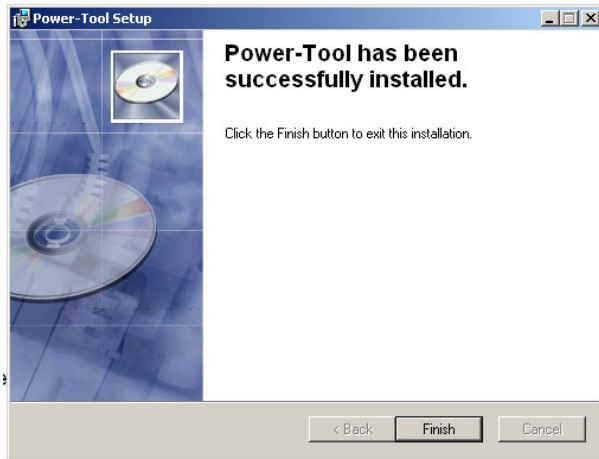 Power-Tool Setup
Power-Tool has been
successfully installed.
Click the Finish button to exit this installation.
< Back
Finish
Cancel